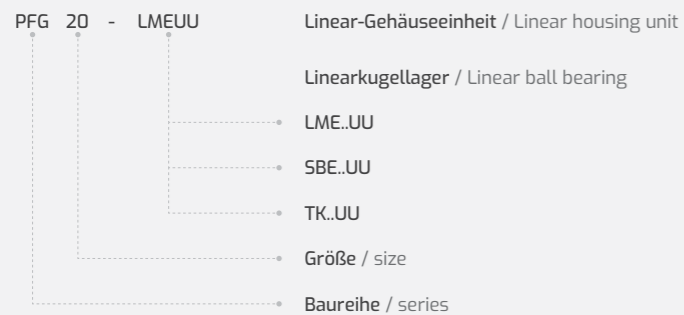 PFG 20 - LMEUU Linear-Gehäuseeinheit / Linear housing unit
Linearkugellager / Linear ball bearing
LME..UU
SBE..UU
TK..UU
Größe / size
Baureihe / series